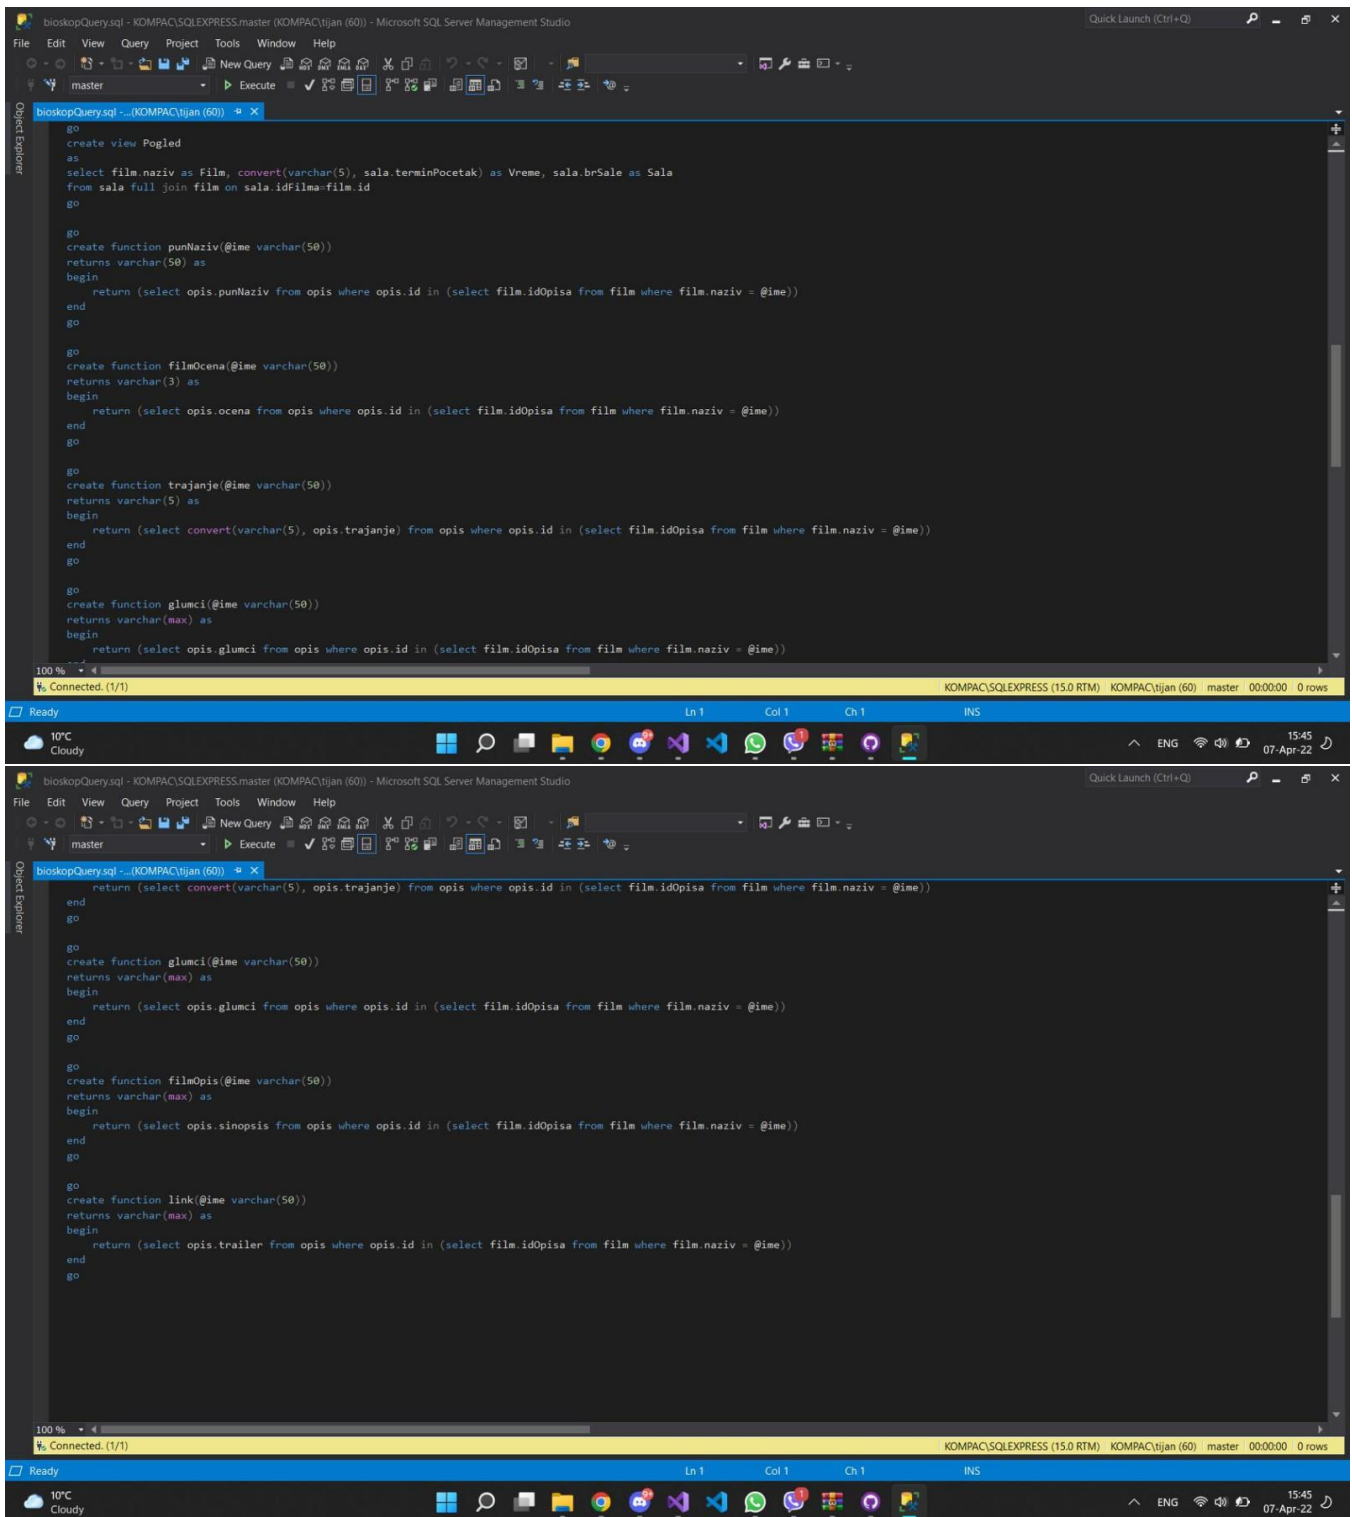 bioskopQuery.sql - KOMPAC\SQLEXPRESS.master (KOMPAC\tijan (60)) - Microsoft SQL Server Management Studio
Quick Launch (Ctrl+Q)
File Edit View Query Project Tools Window Help
New Query
master Execute
Object Explorer
bioskopQuery.sql -...(KOMPAC\tijan (60))
go
create view Pogled
as
select film.naziv as Film, convert(varchar(5), sala.terminPocetak) as Vreme, sala.brSale as Sala
from sala full join film on sala.idFilma=film.id
go
go
create function punNaziv(@ime varchar(50))
returns varchar(50) as
begin
return (select opis.punNaziv from opis where opis.id in (select film.idOpisa from film where film.naziv = @ime))
end
go
go
create function filmOcena(@ime varchar(50))
returns varchar(3) as
begin
return (select opis.ocena from opis where opis.id in (select film.idOpisa from film where film.naziv = @ime))
end
go
go
create function trajanje(@ime varchar(50))
returns varchar(5) as
begin
return (select convert(varchar(5), opis.trajanje) from opis where opis.id in (select film.idOpisa from film where film.naziv = @ime))
end
go
go
create function glumci(@ime varchar(50))
returns varchar(max) as
begin
return (select opis.glumci from opis where opis.id in (select film.idOpisa from film where film.naziv = @ime))
100 %
Connected. (1/1) KOMPAC\SQLEXPRESS (15.0 RTM) KOMPAC\tijan (60) master 00:00:00 0 rows
Ready Ln 1 Col 1 Ch 1 INS
10°C
Cloudy
ENG
15:45
07-Apr-22
bioskopQuery.sql - KOMPAC\SQLEXPRESS.master (KOMPAC\tijan (60)) - Microsoft SQL Server Management Studio
Quick Launch (Ctrl+Q)
File Edit View Query Project Tools Window Help
New Query
master Execute
Object Explorer
bioskopQuery.sql -...(KOMPAC\tijan (60))
return (select convert(varchar(5), opis.trajanje) from opis where opis.id in (select film.idOpisa from film where film.naziv = @ime))
end
go
go
create function glumci(@ime varchar(50))
returns varchar(max) as
begin
return (select opis.glumci from opis where opis.id in (select film.idOpisa from film where film.naziv = @ime))
end
go
go
create function filmOpis(@ime varchar(50))
returns varchar(max) as
begin
return (select opis.sinopsis from opis where opis.id in (select film.idOpisa from film where film.naziv = @ime))
end
go
go
create function link(@ime varchar(50))
returns varchar(max) as
begin
return (select opis.trailer from opis where opis.id in (select film.idOpisa from film where film.naziv = @ime))
end
go
100 %
Connected. (1/1) KOMPAC\SQLEXPRESS (15.0 RTM) KOMPAC\tijan (60) master 00:00:00 0 rows
Ready Ln 1 Col 1 Ch 1 INS
10°C
Cloudy
ENG
15:45
07-Apr-22